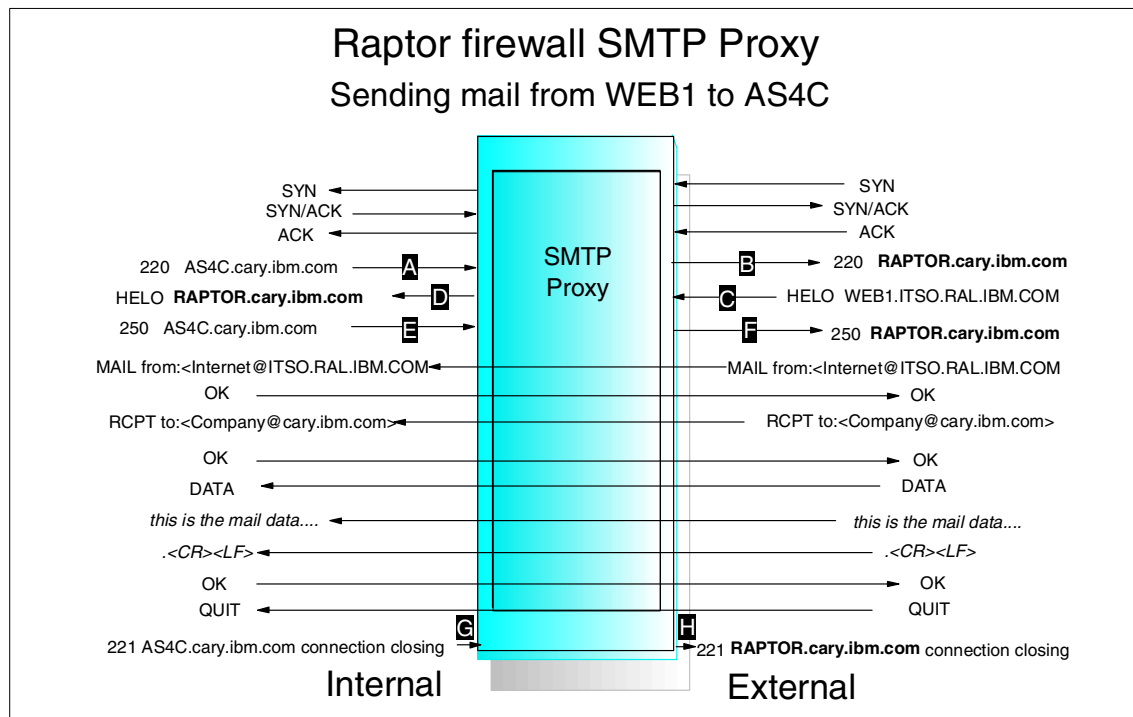 Raptor firewall SMTP Proxy
Sending mail from WEB1 to AS4C
SYN
SYN
SYN/ACK
SYN/ACK
ACK
ACK
SMTP
Proxy
220 AS4C.cary.ibm.com
A
B
220 RAPTOR.cary.ibm.com
HELO RAPTOR.cary.ibm.com
D
C
HELO WEB1.ITSO.RAL.IBM.COM
250 AS4C.cary.ibm.com
E
F
250 RAPTOR.cary.ibm.com
MAIL from:<Internet@ITSO.RAL.IBM.COM
MAIL from:<Internet@ITSO.RAL.IBM.COM
OK
OK
RCPT to:<Company@cary.ibm.com>
RCPT to:<Company@cary.ibm.com>
OK
OK
DATA
DATA
this is the mail data....
this is the mail data....
.<CR><LF>
.<CR><LF>
OK
OK
QUIT
QUIT
G
H
221 AS4C.cary.ibm.com connection closing
221 RAPTOR.cary.ibm.com connection closing
Internal
External